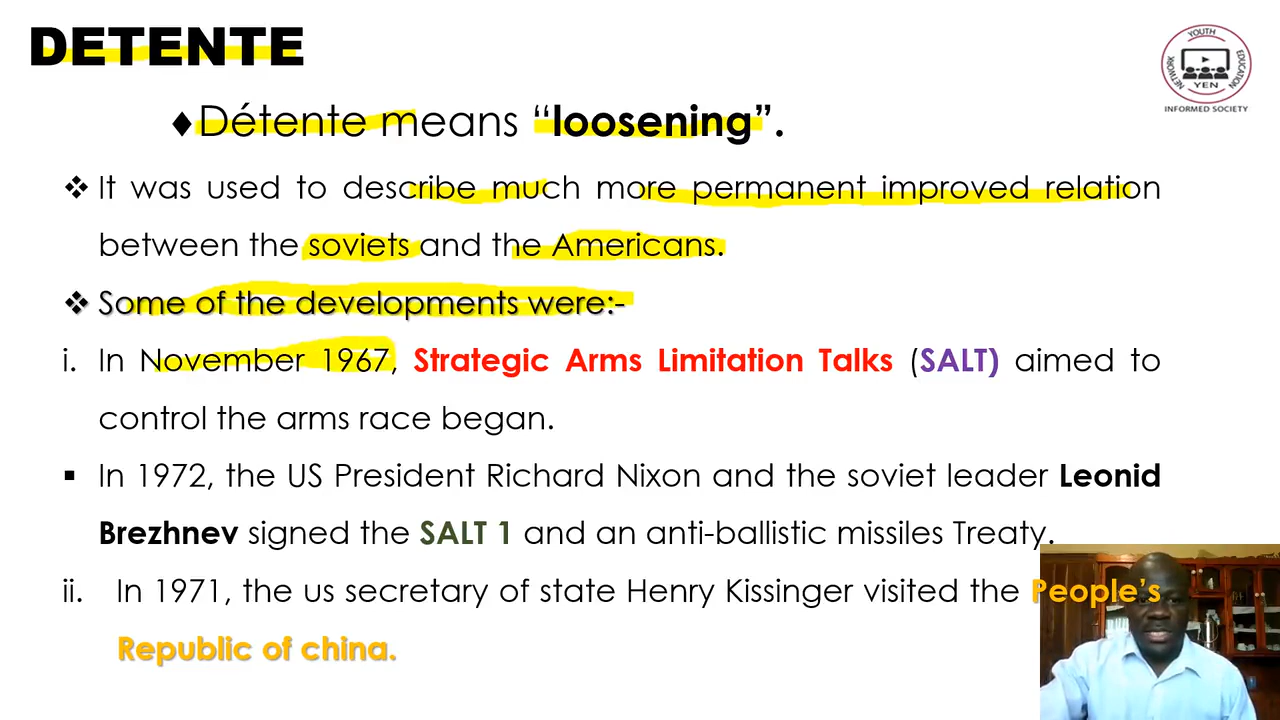 DETENTE
♦Détente means “loosening”.
❖ It was used to describe much more permanent improved relation
between the soviets and the Americans.
❖ Some of the developments were:-
i. In November 1967, Strategic Arms Limitation Talks (SALT) aimed to
control the arms race began.
▪ In 1972, the US President Richard Nixon and the soviet leader Leonid
Brezhnev signed the SALT 1 and an anti-ballistic missiles Treaty.
ii. In 1971, the us secretary of state Henry Kissinger visited the People’s
Republic of china.
YOUTH
EDUCATION
NETWORK
YEN
INFORMED SOCIETY